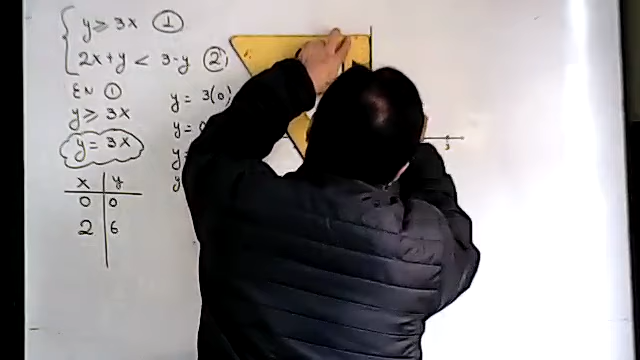 y ≥ 3x ①
2x+y < 3-y ②
EN ①
y ≥ 3x
y = 3x
x | y
0 | 0
2 | 6
y = 3(0)
y =
y =
y
3